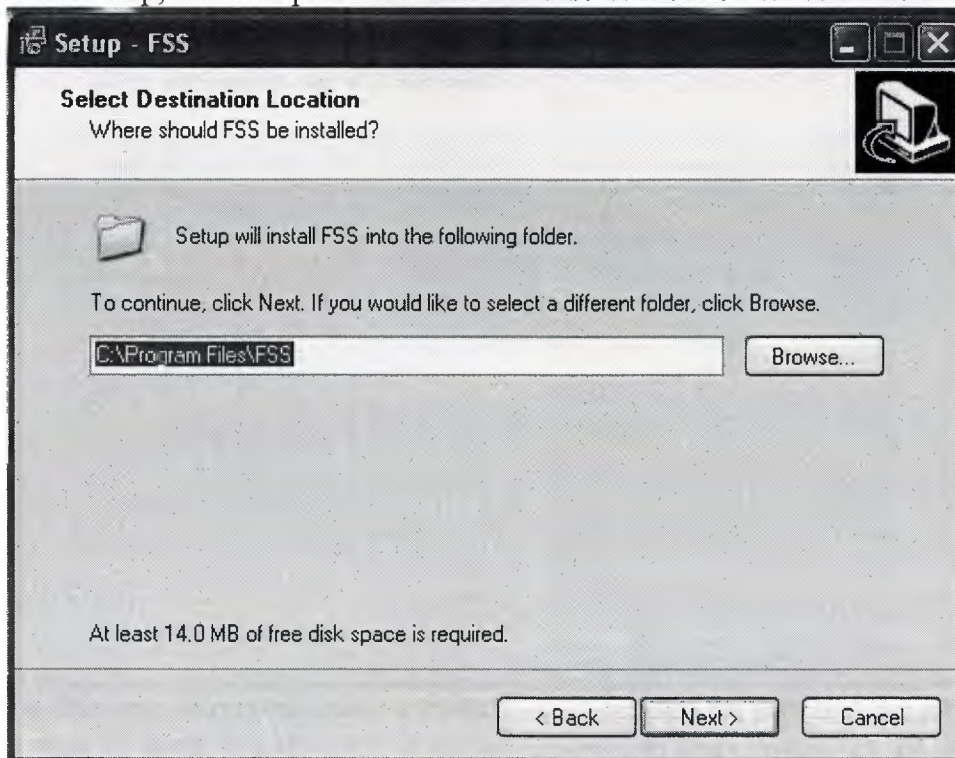 Setup - FSS
Select Destination Location
Where should FSS be installed?
Setup will install FSS into the following folder.
To continue, click Next. If you would like to select a different folder, click Browse.
C:\Program Files\FSS
Browse...
At least 14.0 MB of free disk space is required.
< Back
Next >
Cancel